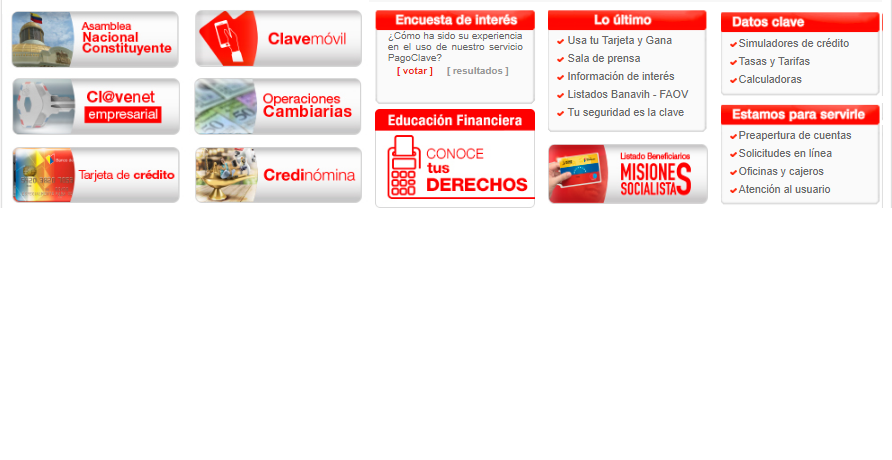 Asamblea
Nacional
Constituyente
Cl@venet
empresarial
Tarjeta de crédito
Clavemóvil
Operaciones
Cambiarias
Credinómina
Encuesta de interés
¿Cómo ha sido su experiencia
en el uso de nuestro servicio
PagoClave?
[ votar ] [ resultados ]
Educación Financiera
CONOCE
tus
DERECHOS
Lo último
Usa tu Tarjeta y Gana
Sala de prensa
Información de interés
Listados Banavih - FAOV
Tu seguridad es la clave
Listado Beneficiarios
MISIONES
SOCIALISTAS
Datos clave
Simuladores de crédito
Tasas y Tarifas
Calculadoras
Estamos para servirle
Preapertura de cuentas
Solicitudes en línea
Oficinas y cajeros
Atención al usuario